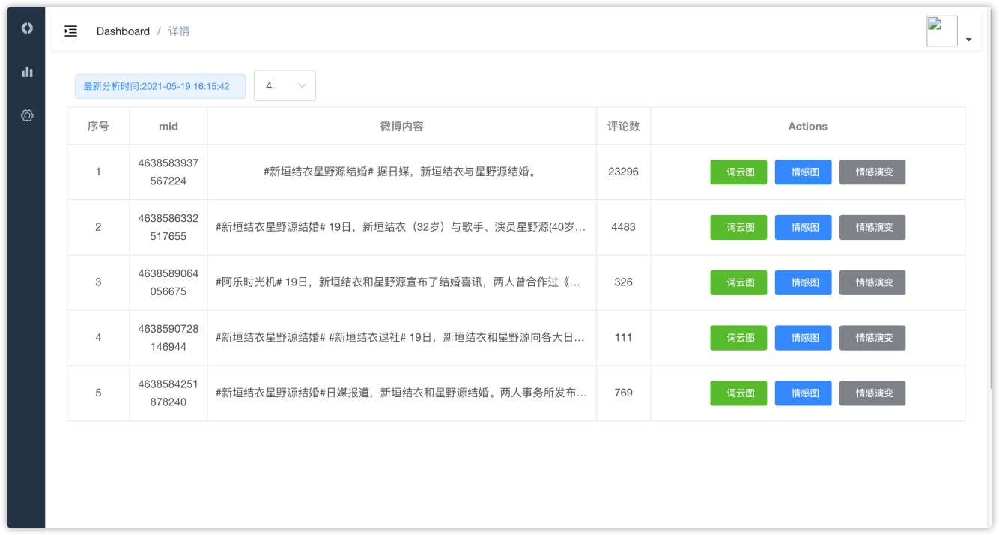 Dashboard / 详情
最新分析时间:2021-05-19 16:15:42
4
序号 mid 微博内容 评论数 Actions
1 4638583937 #新垣结衣星野源结婚# 据日媒，新垣结衣与星野源结婚。 23296 词云图 情感图 情感演变
567224
2 4638586332 #新垣结衣星野源结婚# 19日，新垣结衣（32岁）与歌手、演员星野源(40岁... 4483 词云图 情感图 情感演变
517655
3 4638589064 #阿乐时光机# 19日，新垣结衣和星野源宣布了结婚喜讯，两人曾合作过《... 326 词云图 情感图 情感演变
056675
4 4638590728 #新垣结衣星野源结婚# #新垣结衣退社# 19日，新垣结衣和星野源向各大日... 111 词云图 情感图 情感演变
146944
5 4638584251 #新垣结衣星野源结婚#日媒报道，新垣结衣和星野源结婚。两人事务所发布... 769 词云图 情感图 情感演变
878240